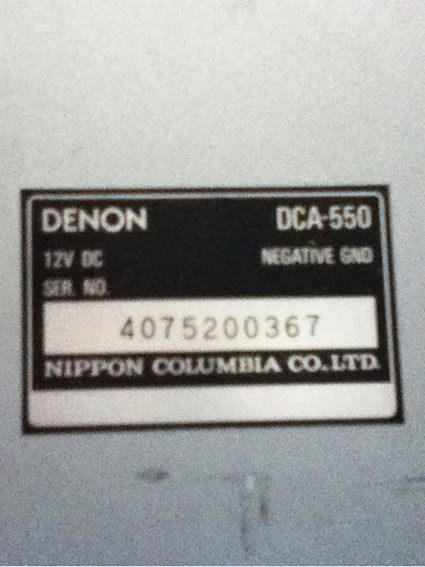 DENON DCA-550
12V DC NEGATIVE GND
SER. NO.
4075200367
NIPPON COLUMBIA CO.,LTD.